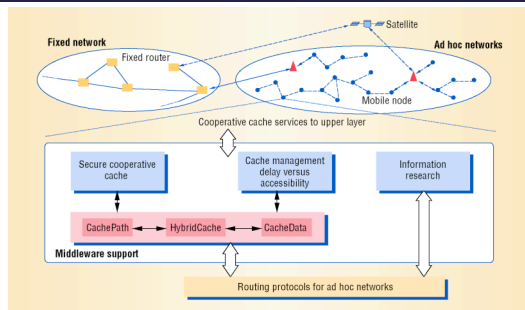 Satellite
Fixed network
Ad hoc networks
Fixed router
Mobile node
Cooperative cache services to upper layer
Secure cooperative
cache
Cache management
delay versus
accessibility
Information
research
CachePath
HybridCache
CacheData
Middleware support
Routing protocols for ad hoc networks